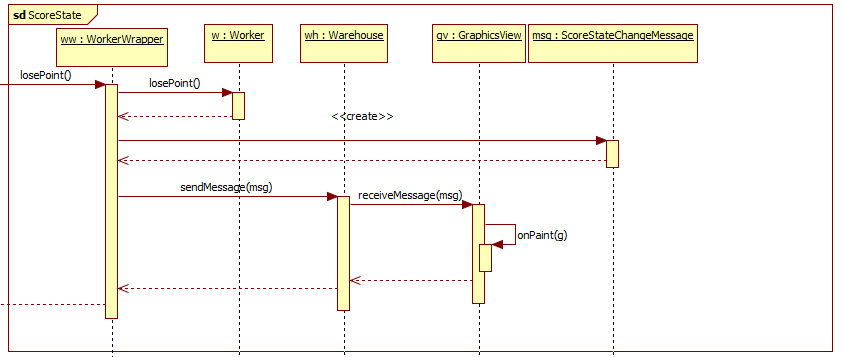 sd ScoreState
ww : WorkerWrapper
w : Worker
wh : Warehouse
gv : GraphicsView
msg : ScoreStateChangeMessage
losePoint()
losePoint()
<<create>>
sendMessage(msg)
receiveMessage(msg)
onPaint(g)